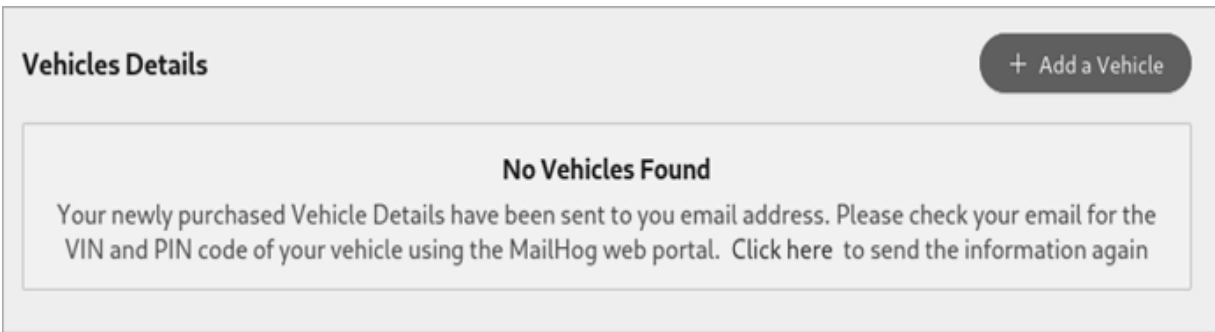 Vehicles Details
+ Add a Vehicle
No Vehicles Found
Your newly purchased Vehicle Details have been sent to you email address. Please check your email for the
VIN and PIN code of your vehicle using the MailHog web portal. Click here to send the information again